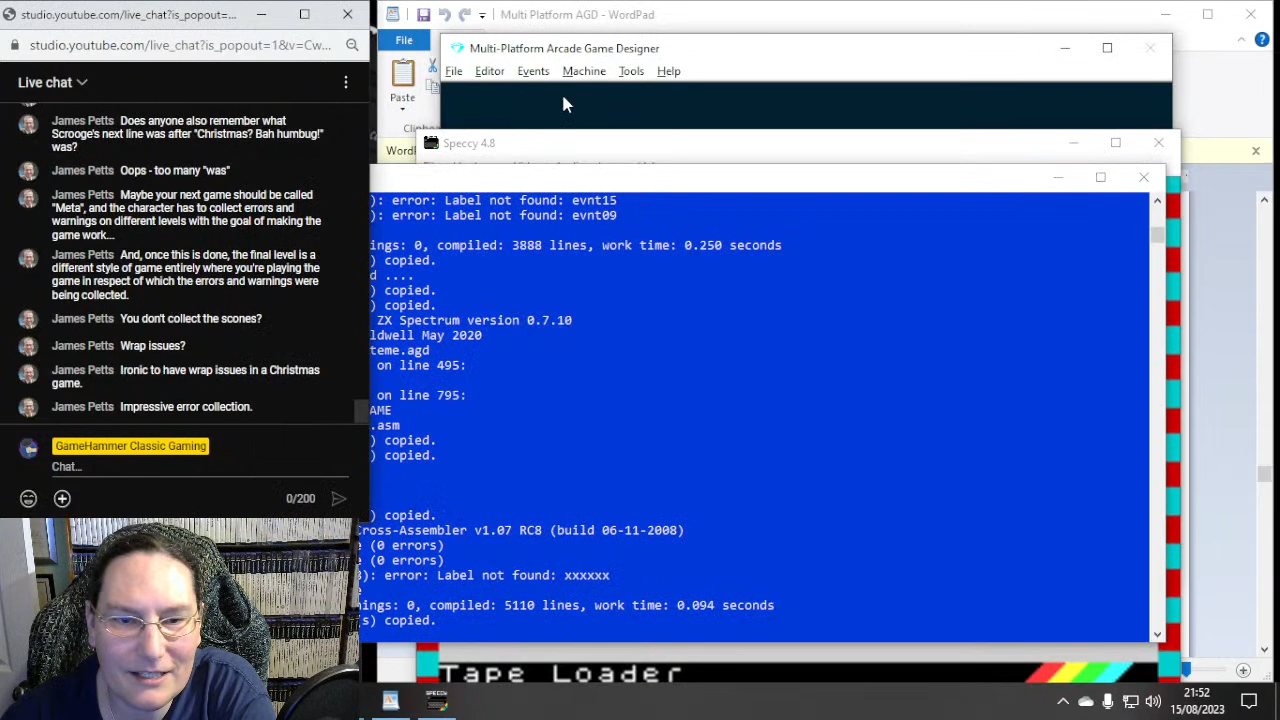 studio.youtube.com/live_chat?is_popout=...
studio.youtube.com/live_chat?is_popout=1&v=Cw...
Live chat
James Petts Does anyone also remember what
Scrooge's next line was after "Christmas? Bah humbug!"
was?
James Petts Oops - too many "was"
James Petts Maybe your next game should be called
"Meta", and the character has to collect errors and
warnings on different levels with the goal of making the
game work...
James Petts And, once this is done, the final level is a
different style of game entirely where you're playing the
game in respect of which the errors and warnings were
being collected.
James Petts You don't collect the scones?
James Petts Wrap issues?
James Petts Ironic to have wrap issues in a Christmas
game.
James Petts Impressive error collection.
GameHammer Classic Gaming
Chat...
0/200
Multi Platform AGD - WordPad
File
Paste
Clipb
Word
Multi-Platform Arcade Game Designer
File Editor Events Machine Tools Help
Speccy 4.8
): error: Label not found: evnt15
): error: Label not found: evnt09
ings: 0, compiled: 3888 lines, work time: 0.250 seconds
) copied.
d ....
) copied.
) copied.
ZX Spectrum version 0.7.10
ldwell May 2020
teme.agd
on line 495:
on line 795:
AME
.asm
) copied.
) copied.
) copied.
Cross-Assembler v1.07 RC8 (build 06-11-2008)
e (0 errors)
e (0 errors)
8): error: Label not found: xxxxxx
e
ings: 0, compiled: 5110 lines, work time: 0.094 seconds
s) copied.
Tape Loader
SPECCY
21:52
15/08/2023